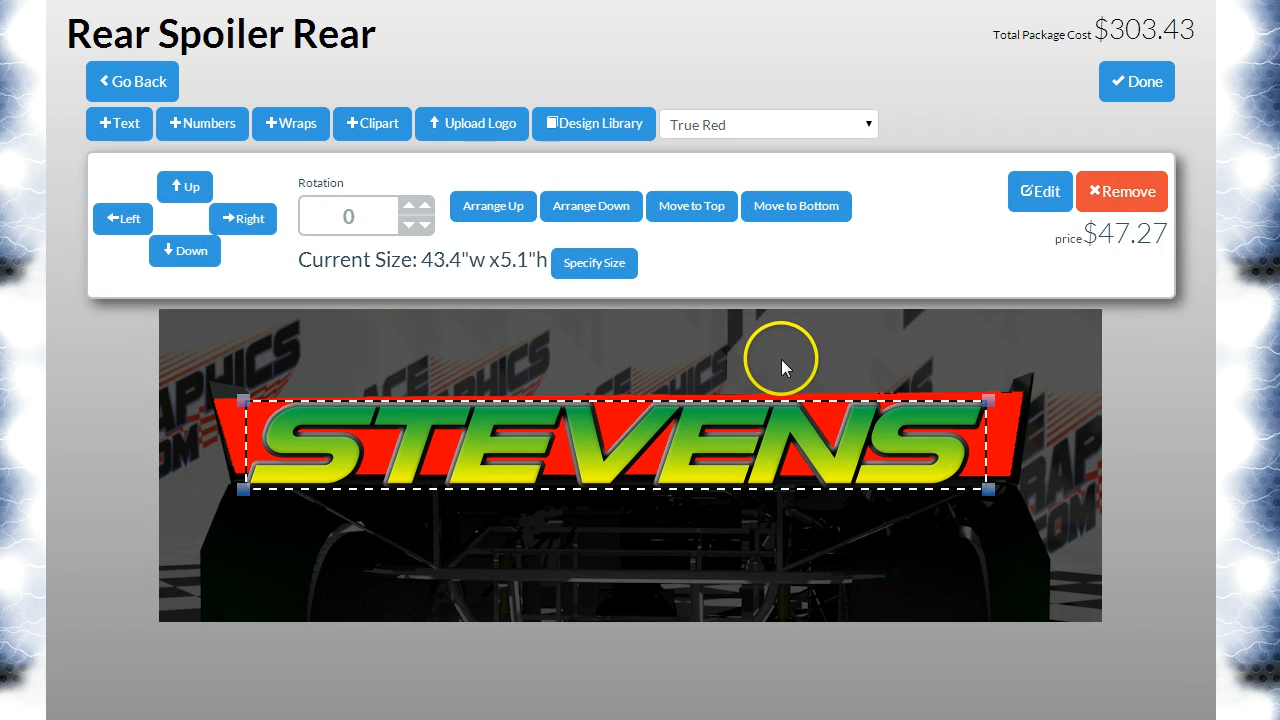 Rear Spoiler Rear
Total Package Cost $303.43
Go Back
Done
Text
Numbers
Wraps
Clipart
Upload Logo
Design Library
True Red
Up
Left
Right
Down
Rotation
0
Arrange Up
Arrange Down
Move to Top
Move to Bottom
Current Size: 43.4"w x5.1"h
Specify Size
Edit
Remove
price $47.27
STEVENS